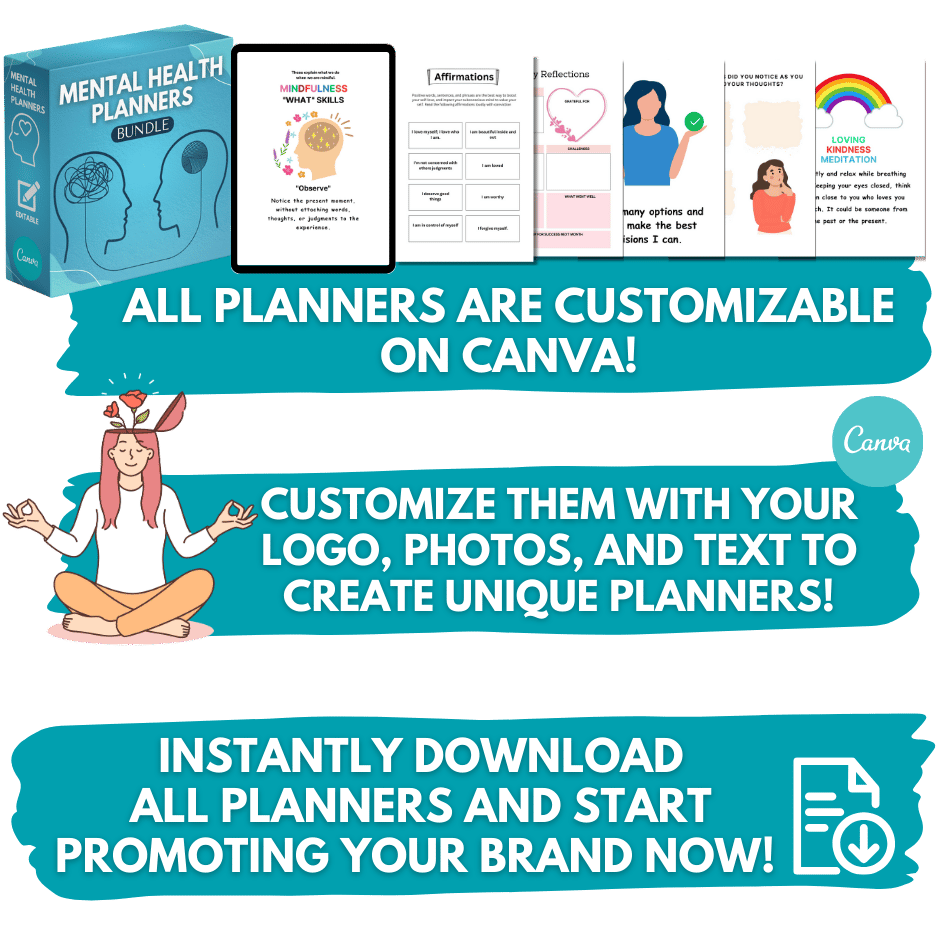 MENTAL
HEALTH
PLANNERS
EDITABLE
Canva
MENTAL HEALTH
PLANNERS
BUNDLE
These explain what we do
when we are mindful.
MINDFULNESS
"WHAT" SKILLS
"Observe"
Notice the present moment,
without attaching words,
thoughts, or judgments to the
experience.
Affirmations
Positive words, sentences, and phrases are the best way to boost
your self-love, and impact your subconscious mind to value your
self. Read the following affirmations loudly with conviction
I love myself, I love who
I am.
I am beautiful inside and
out
I'm not concerned with
others judgments
I am loved
I deserve good
things
I am worthy
I am in control of myself
I forgive myself.
y Reflections
GRATEFUL FOR
CHALLENGES
WHAT WENT WELL
FOR SUCCESS NEXT MONTH
many options and
make the best
isions I can.
S DID YOU NOTICE AS YOU
YOUR THOUGHTS?
LOVING
KINDNESS
MEDITATION
tly and relax while breathing
eeping your eyes closed, think
n close to you who loves you
ch. It could be someone from
he past or the present.
ALL PLANNERS ARE CUSTOMIZABLE
ON CANVA!
Canva
CUSTOMIZE THEM WITH YOUR
LOGO, PHOTOS, AND TEXT TO
CREATE UNIQUE PLANNERS!
INSTANTLY DOWNLOAD
ALL PLANNERS AND START
PROMOTING YOUR BRAND NOW!